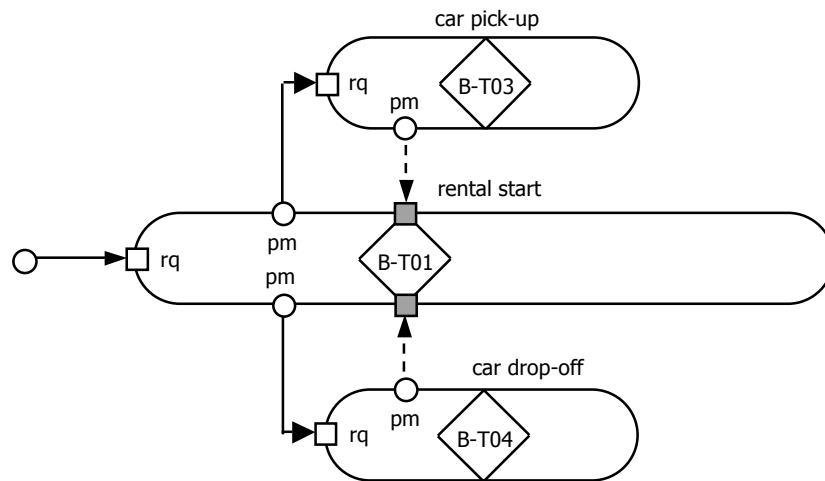 car pick-up
rq
B-T03
pm
rental start
pm
rq
B-T01
pm
car drop-off
pm
rq
B-T04